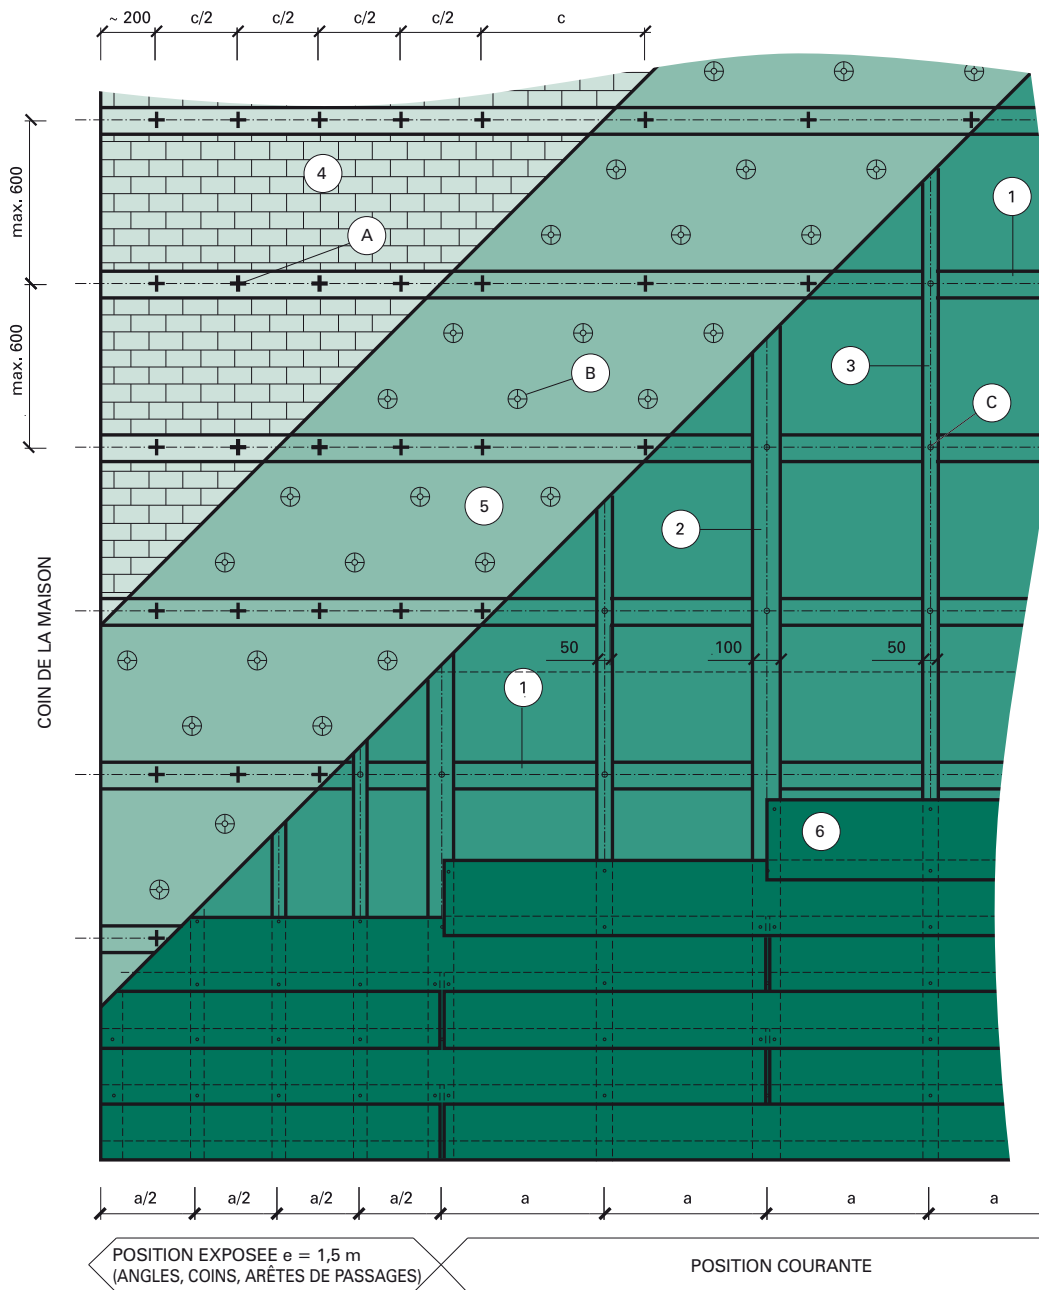 ~ 200 c/2 c/2 c/2 c/2 c
max. 600
max. 600
4
A
1
3
B
C
5
2
COIN DE LA MAISON
50 100 50
1
6
a/2 a/2 a/2 a/2 a a a a
POSITION EXPOSEE e = 1,5 m
(ANGLES, COINS, ARÊTES DE PASSAGES)
POSITION COURANTE